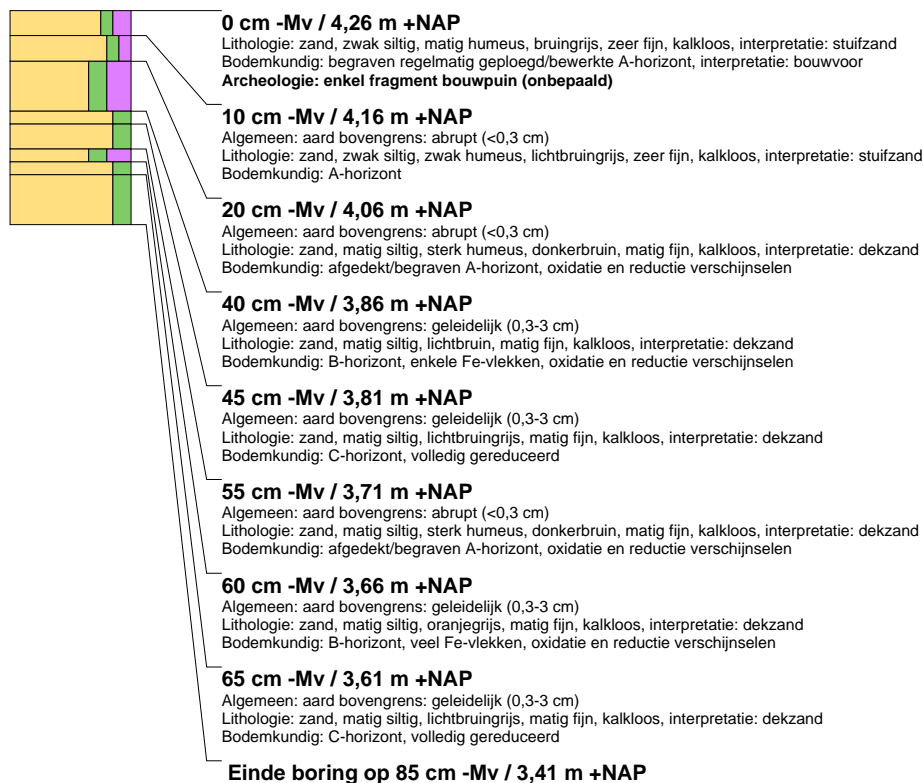 0 cm -Mv / 4,26 m +NAP
Lithologie: zand, zwak siltig, matig humeus, bruingrijs, zeer fijn, kalkloos, interpretatie: stuifzand
Bodemkundig: begraven regelmatig geploegd/bewerkte A-horizont, interpretatie: bouwvoor
Archeologie: enkel fragment bouwpuin (onbepaald)
10 cm -Mv / 4,16 m +NAP
Algemeen: aard bovengrens: abrupt (<0,3 cm)
Lithologie: zand, zwak siltig, zwak humeus, lichtbruingrijs, zeer fijn, kalkloos, interpretatie: stuifzand
Bodemkundig: A-horizont
20 cm -Mv / 4,06 m +NAP
Algemeen: aard bovengrens: abrupt (<0,3 cm)
Lithologie: zand, matig siltig, sterk humeus, donkerbruin, matig fijn, kalkloos, interpretatie: dekzand
Bodemkundig: afgedekt/begraven A-horizont, oxidatie en reductie verschijnselen
40 cm -Mv / 3,86 m +NAP
Algemeen: aard bovengrens: geleidelijk (0,3-3 cm)
Lithologie: zand, matig siltig, lichtbruin, matig fijn, kalkloos, interpretatie: dekzand
Bodemkundig: B-horizont, enkele Fe-vlekken, oxidatie en reductie verschijnselen
45 cm -Mv / 3,81 m +NAP
Algemeen: aard bovengrens: geleidelijk (0,3-3 cm)
Lithologie: zand, matig siltig, lichtbruingrijs, matig fijn, kalkloos, interpretatie: dekzand
Bodemkundig: C-horizont, volledig gereduceerd
55 cm -Mv / 3,71 m +NAP
Algemeen: aard bovengrens: abrupt (<0,3 cm)
Lithologie: zand, matig siltig, sterk humeus, donkerbruin, matig fijn, kalkloos, interpretatie: dekzand
Bodemkundig: afgedekt/begraven A-horizont, oxidatie en reductie verschijnselen
60 cm -Mv / 3,66 m +NAP
Algemeen: aard bovengrens: geleidelijk (0,3-3 cm)
Lithologie: zand, matig siltig, oranjegrijs, matig fijn, kalkloos, interpretatie: dekzand
Bodemkundig: B-horizont, veel Fe-vlekken, oxidatie en reductie verschijnselen
65 cm -Mv / 3,61 m +NAP
Algemeen: aard bovengrens: geleidelijk (0,3-3 cm)
Lithologie: zand, matig siltig, lichtbruingrijs, matig fijn, kalkloos, interpretatie: dekzand
Bodemkundig: C-horizont, volledig gereduceerd
Einde boring op 85 cm -Mv / 3,41 m +NAP